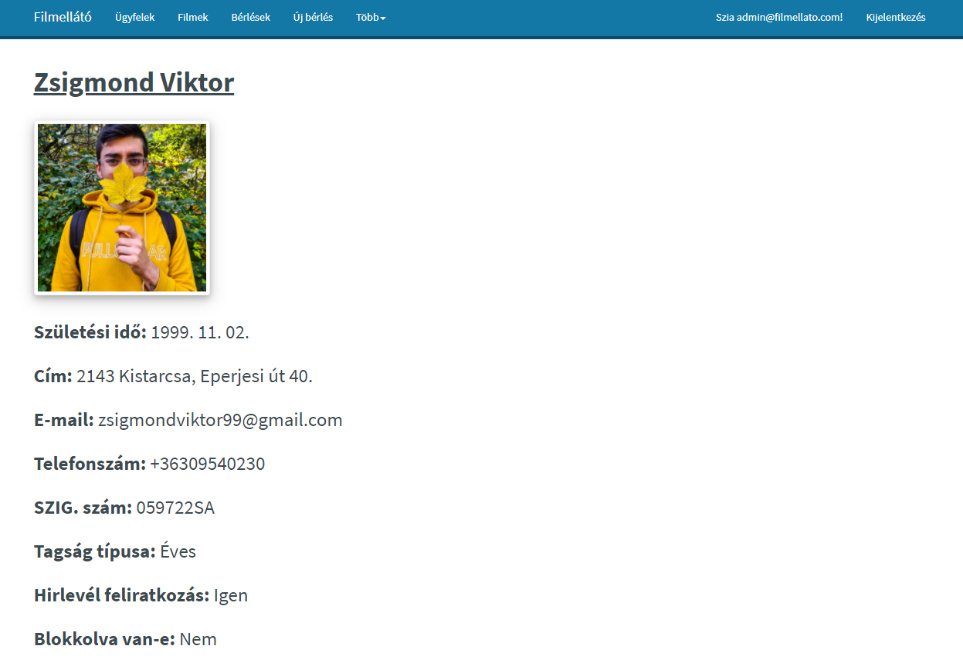 Filmellátó Ügyfelek Filmek Bérlések Új bérlés Több Szia admin@filmellato.com! Kijelentkezés
Zsigmond Viktor
Születési idő: 1999. 11. 02.
Cím: 2143 Kistarcsa, Eperjesi út 40.
E-mail: zsigmondviktor99@gmail.com
Telefonszám: +36309540230
SZIG. szám: 059722SA
Tagság típusa: Éves
Hirlevél feliratkozás: Igen
Blokkolva van-e: Nem